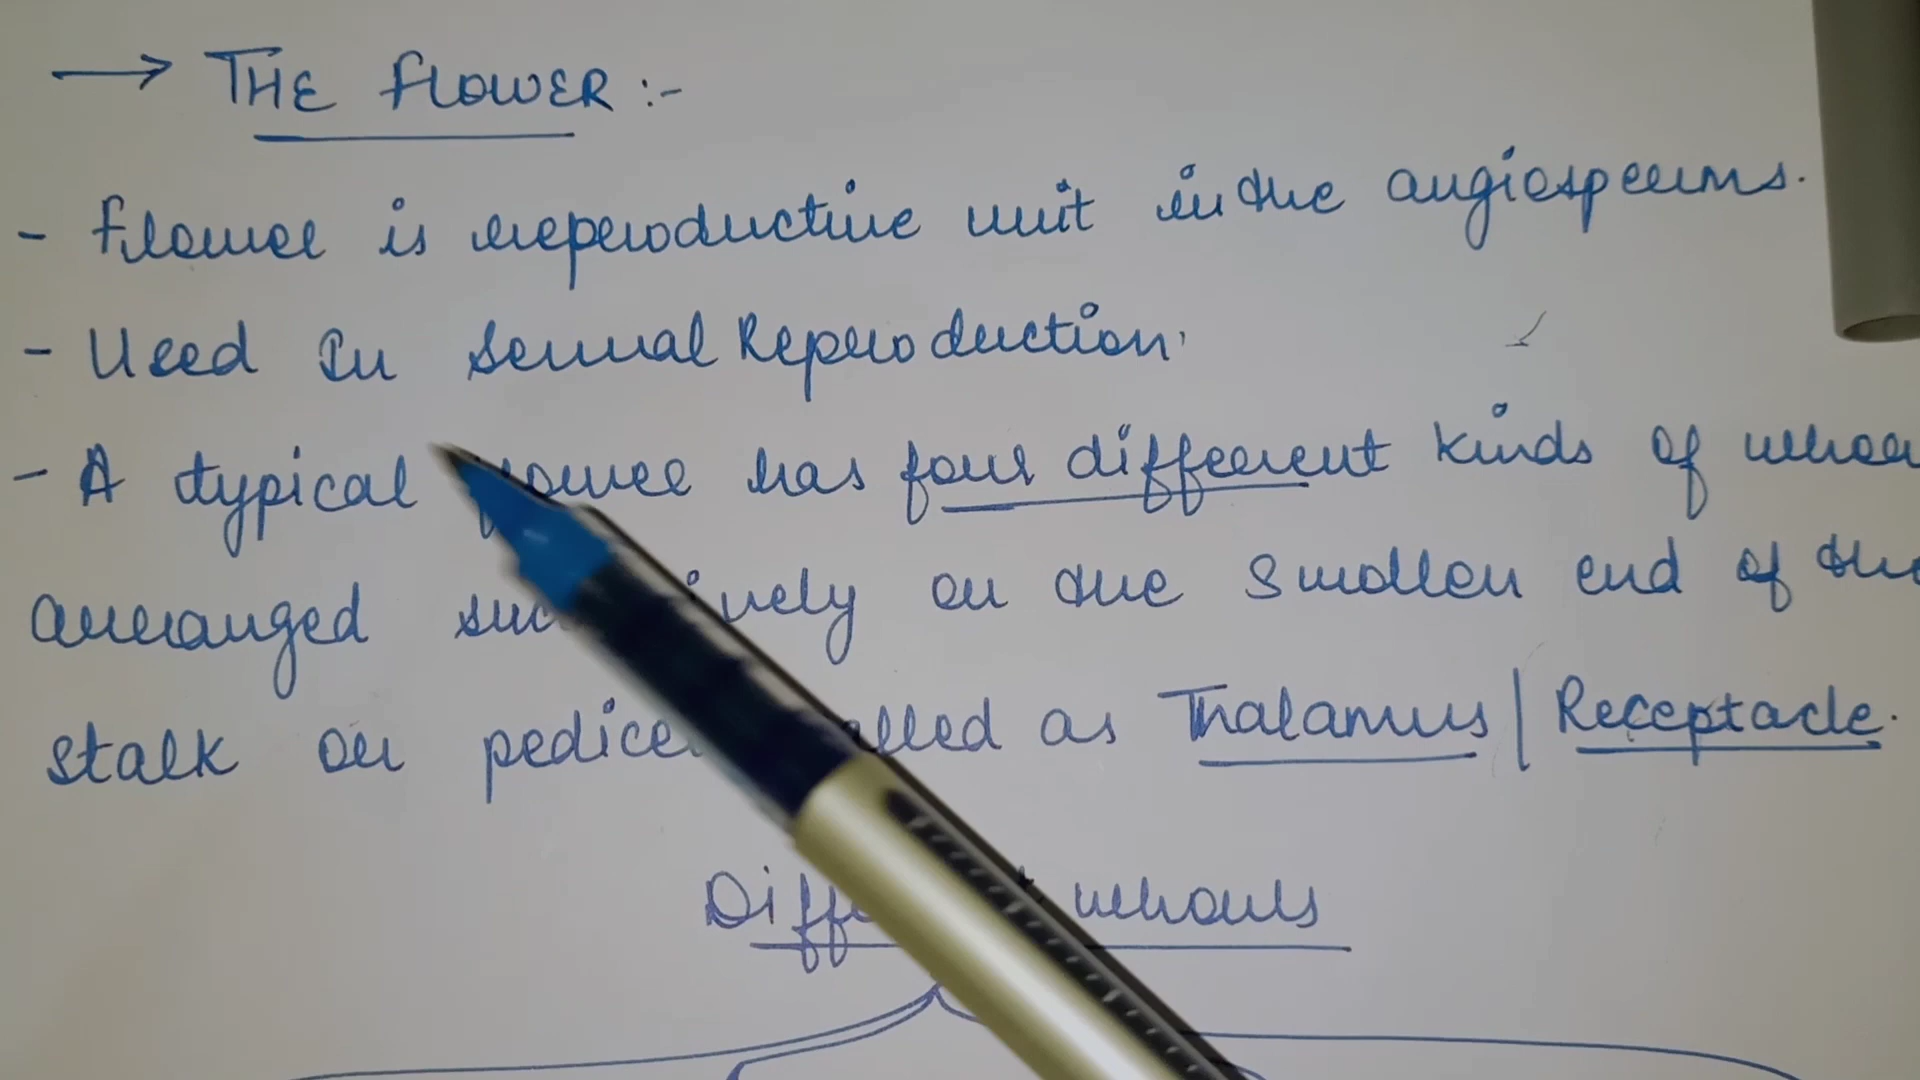 → THE FLOWER :-
- Flower is reproductive unit in the angiosperms.
- Used In Sexual Reproduction.
- A typical has four different kinds of
arranged on the Swollen end of the
stalk or as Thalamus | Receptacle.
whorls